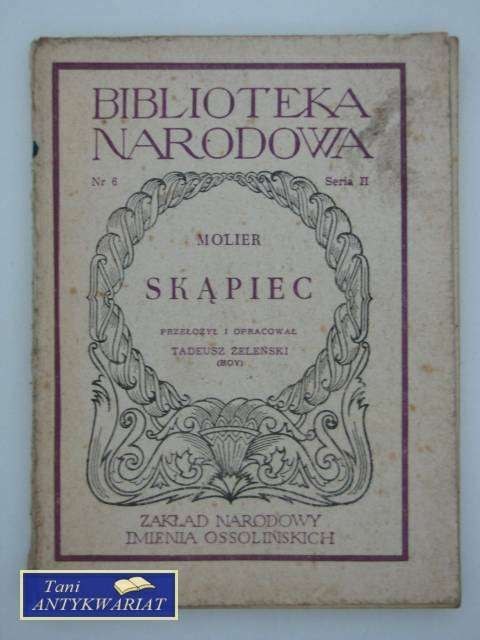 BIBLIOTEKA
NARODOWA
Nr 6 Seria II
MOLIER
SKĄPIEC
PRZEŁOŻYŁ I OPRACOWAŁ
TADEUSZ ŻELEŃSKI
(BOY)
ZAKŁAD NARODOWY
IMIENIA OSSOLIŃSKICH
Tani
ANTYKWARIAT